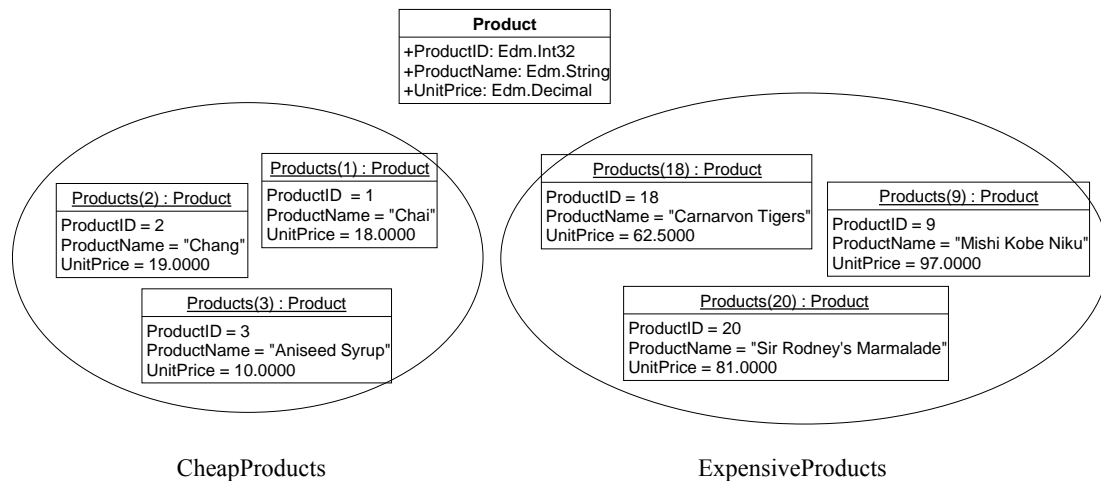 Product
+ProductID: Edm.Int32
+ProductName: Edm.String
+UnitPrice: Edm.Decimal
Products(1) : Product
ProductID  = 1
ProductName = "Chai"
UnitPrice = 18.0000
Products(2) : Product
ProductID = 2
ProductName = "Chang"
UnitPrice = 19.0000
Products(3) : Product
ProductID = 3
ProductName = "Aniseed Syrup"
UnitPrice = 10.0000
CheapProducts
Products(18) : Product
ProductID = 18
ProductName = "Carnarvon Tigers"
UnitPrice = 62.5000
Products(9) : Product
ProductID = 9
ProductName = "Mishi Kobe Niku"
UnitPrice = 97.0000
Products(20) : Product
ProductID = 20
ProductName = "Sir Rodney's Marmalade"
UnitPrice = 81.0000
ExpensiveProducts